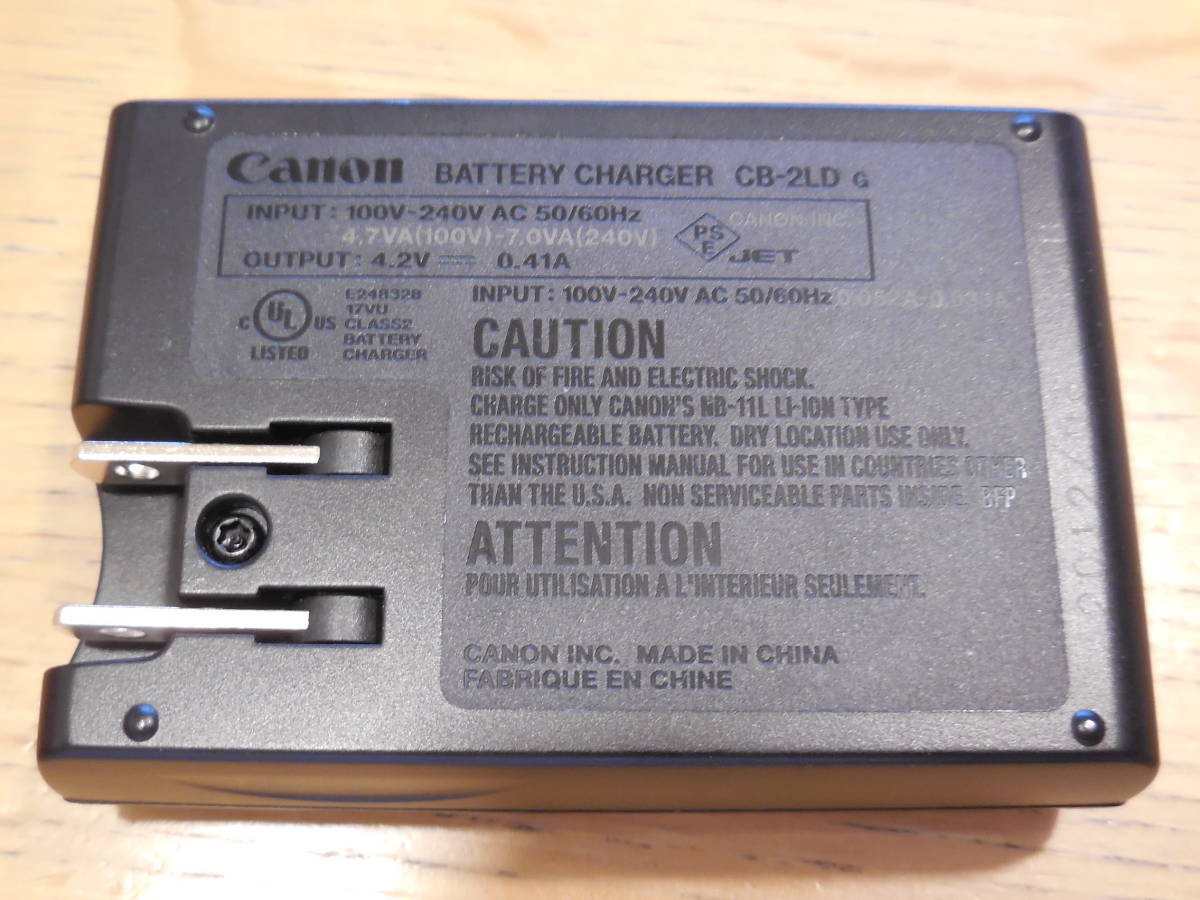 Canon BATTERY CHARGER CB-2LD G
INPUT: 100V-240V AC 50/60Hz
4.7VA(100V)-7.0VA(240V)
OUTPUT: 4.2V⎓ 0.41A
PS
E
CANON INC.
JET
C UL US
LISTED
E248328
17VU
CLASS2
BATTERY
CHARGER
INPUT: 100V-240V AC 50/60Hz
CAUTION
RISK OF FIRE AND ELECTRIC SHOCK.
CHARGE ONLY CANON'S NB-11L LI-ION TYPE
RECHARGEABLE BATTERY. DRY LOCATION USE ONLY.
SEE INSTRUCTION MANUAL FOR USE IN COUNTRIES OTHER
THAN THE U.S.A. NON SERVICEABLE PARTS INSIDE. BFP
ATTENTION
POUR UTILISATION A L'INTERIEUR SEULEMENT.
CANON INC. MADE IN CHINA
FABRIQUE EN CHINE